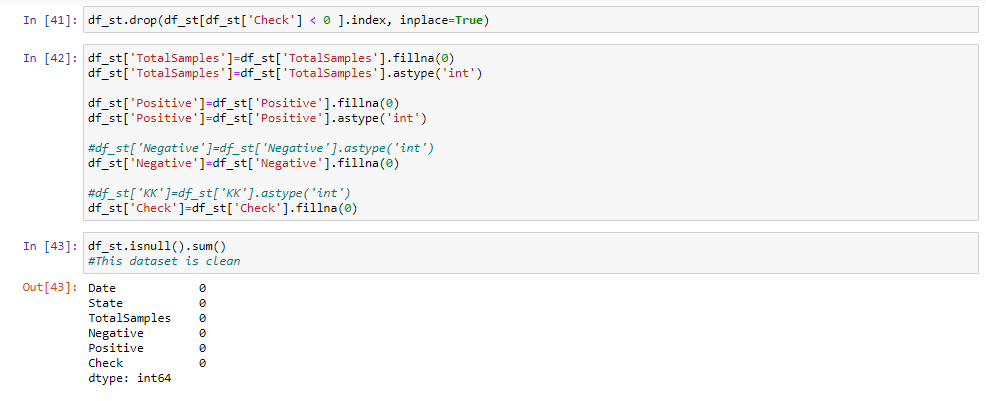 In [41]: df_st.drop(df_st[df_st['Check'] < 0 ].index, inplace=True)
In [42]: df_st['TotalSamples']=df_st['TotalSamples'].fillna(0)
df_st['TotalSamples']=df_st['TotalSamples'].astype('int')
df_st['Positive']=df_st['Positive'].fillna(0)
df_st['Positive']=df_st['Positive'].astype('int')
#df_st['Negative']=df_st['Negative'].astype('int')
df_st['Negative']=df_st['Negative'].fillna(0)
#df_st['KK']=df_st['KK'].astype('int')
df_st['Check']=df_st['Check'].fillna(0)
In [43]: df_st.isnull().sum()
#This dataset is clean
Out[43]: Date 0
State 0
TotalSamples 0
Negative 0
Positive 0
Check 0
dtype: int64